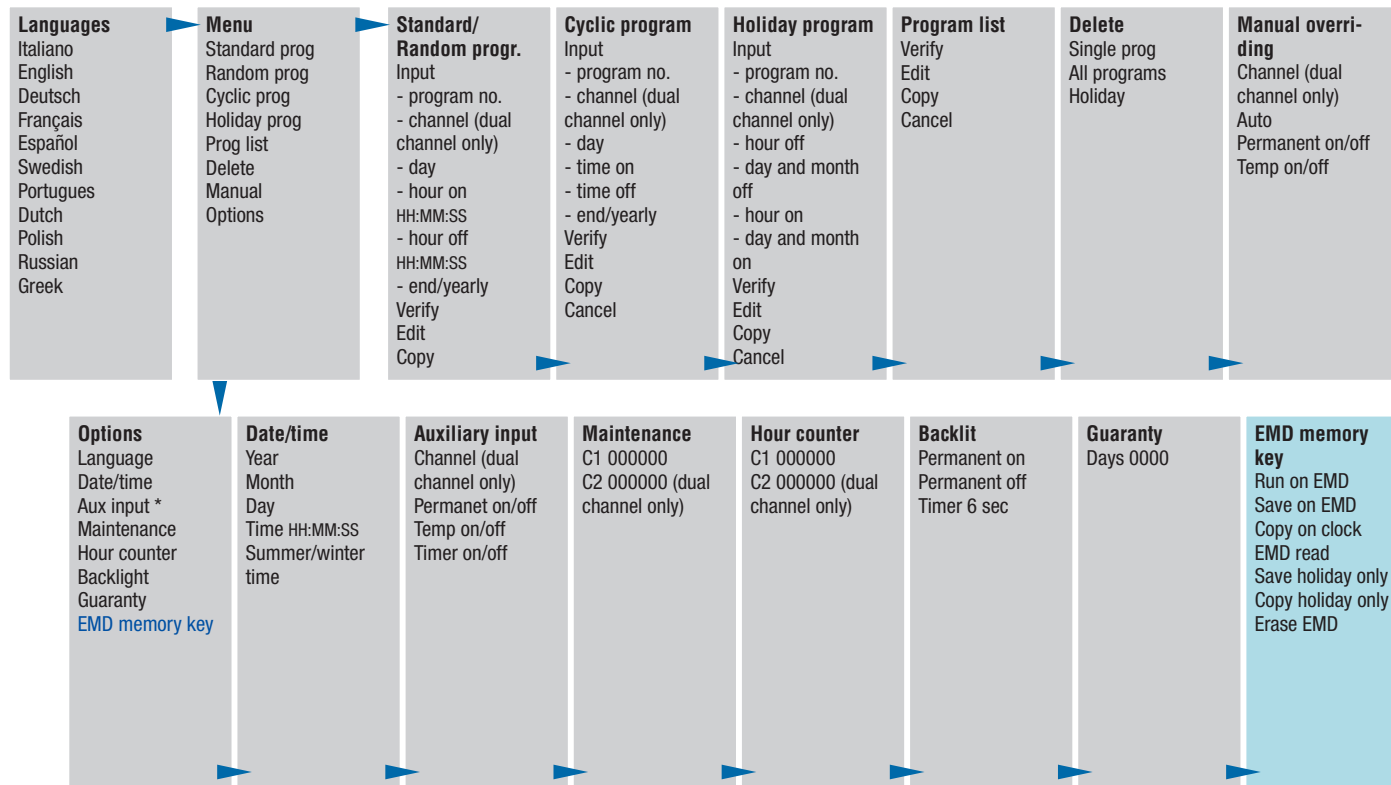 Languages
Italiano
English
Deutsch
Français
Español
Swedish
Portugues
Dutch
Polish
Russian
Greek
Menu
Standard prog
Random prog
Cyclic prog
Holiday prog
Prog list
Delete
Manual
Options
Standard/
Random progr.
Input
- program no.
- channel (dual
channel only)
- day
- hour on
HH:MM:SS
- hour off
HH:MM:SS
- end/yearly
Verify
Edit
Copy
Cyclic program
Input
- program no.
- channel (dual
channel only)
- day
- time on
- time off
- end/yearly
Verify
Edit
Copy
Cancel
Holiday program
Input
- program no.
- channel (dual
channel only)
- hour off
- day and month
off
- hour on
- day and month
on
Verify
Edit
Copy
Cancel
Program list
Verify
Edit
Copy
Cancel
Delete
Single prog
All programs
Holiday
Manual overri-
ding
Channel (dual
channel only)
Auto
Permanent on/off
Temp on/off
Options
Language
Date/time
Aux input *
Maintenance
Hour counter
Backlight
Guaranty
EMD memory key
Date/time
Year
Month
Day
Time HH:MM:SS
Summer/winter
time
Auxiliary input
Channel (dual
channel only)
Permanet on/off
Temp on/off
Timer on/off
Maintenance
C1 000000
C2 000000 (dual
channel only)
Hour counter
C1 000000
C2 000000 (dual
channel only)
Backlit
Permanent on
Permanent off
Timer 6 sec
Guaranty
Days 0000
EMD memory
key
Run on EMD
Save on EMD
Copy on clock
EMD read
Save holiday only
Copy holiday only
Erase EMD